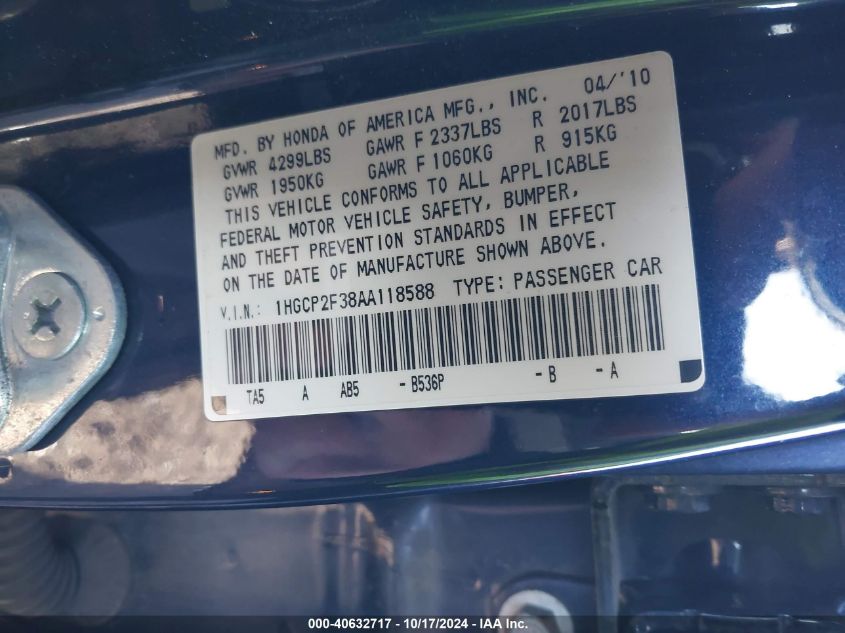 MFD. BY HONDA OF AMERICA MFG., INC. 04/'10
GVWR 4299LBS GAWR F 2337LBS R 2017LBS
GVWR 1950KG GAWR F 1060KG R 915KG
THIS VEHICLE CONFORMS TO ALL APPLICABLE
FEDERAL MOTOR VEHICLE SAFETY, BUMPER,
AND THEFT PREVENTION STANDARDS IN EFFECT
ON THE DATE OF MANUFACTURE SHOWN ABOVE.
V.I.N.: 1HGCP2F38AA118588 TYPE: PASSENGER CAR
TA5 A AB5 - B536P - B - A
000-40632717 - 10/17/2024 - IAA Inc.